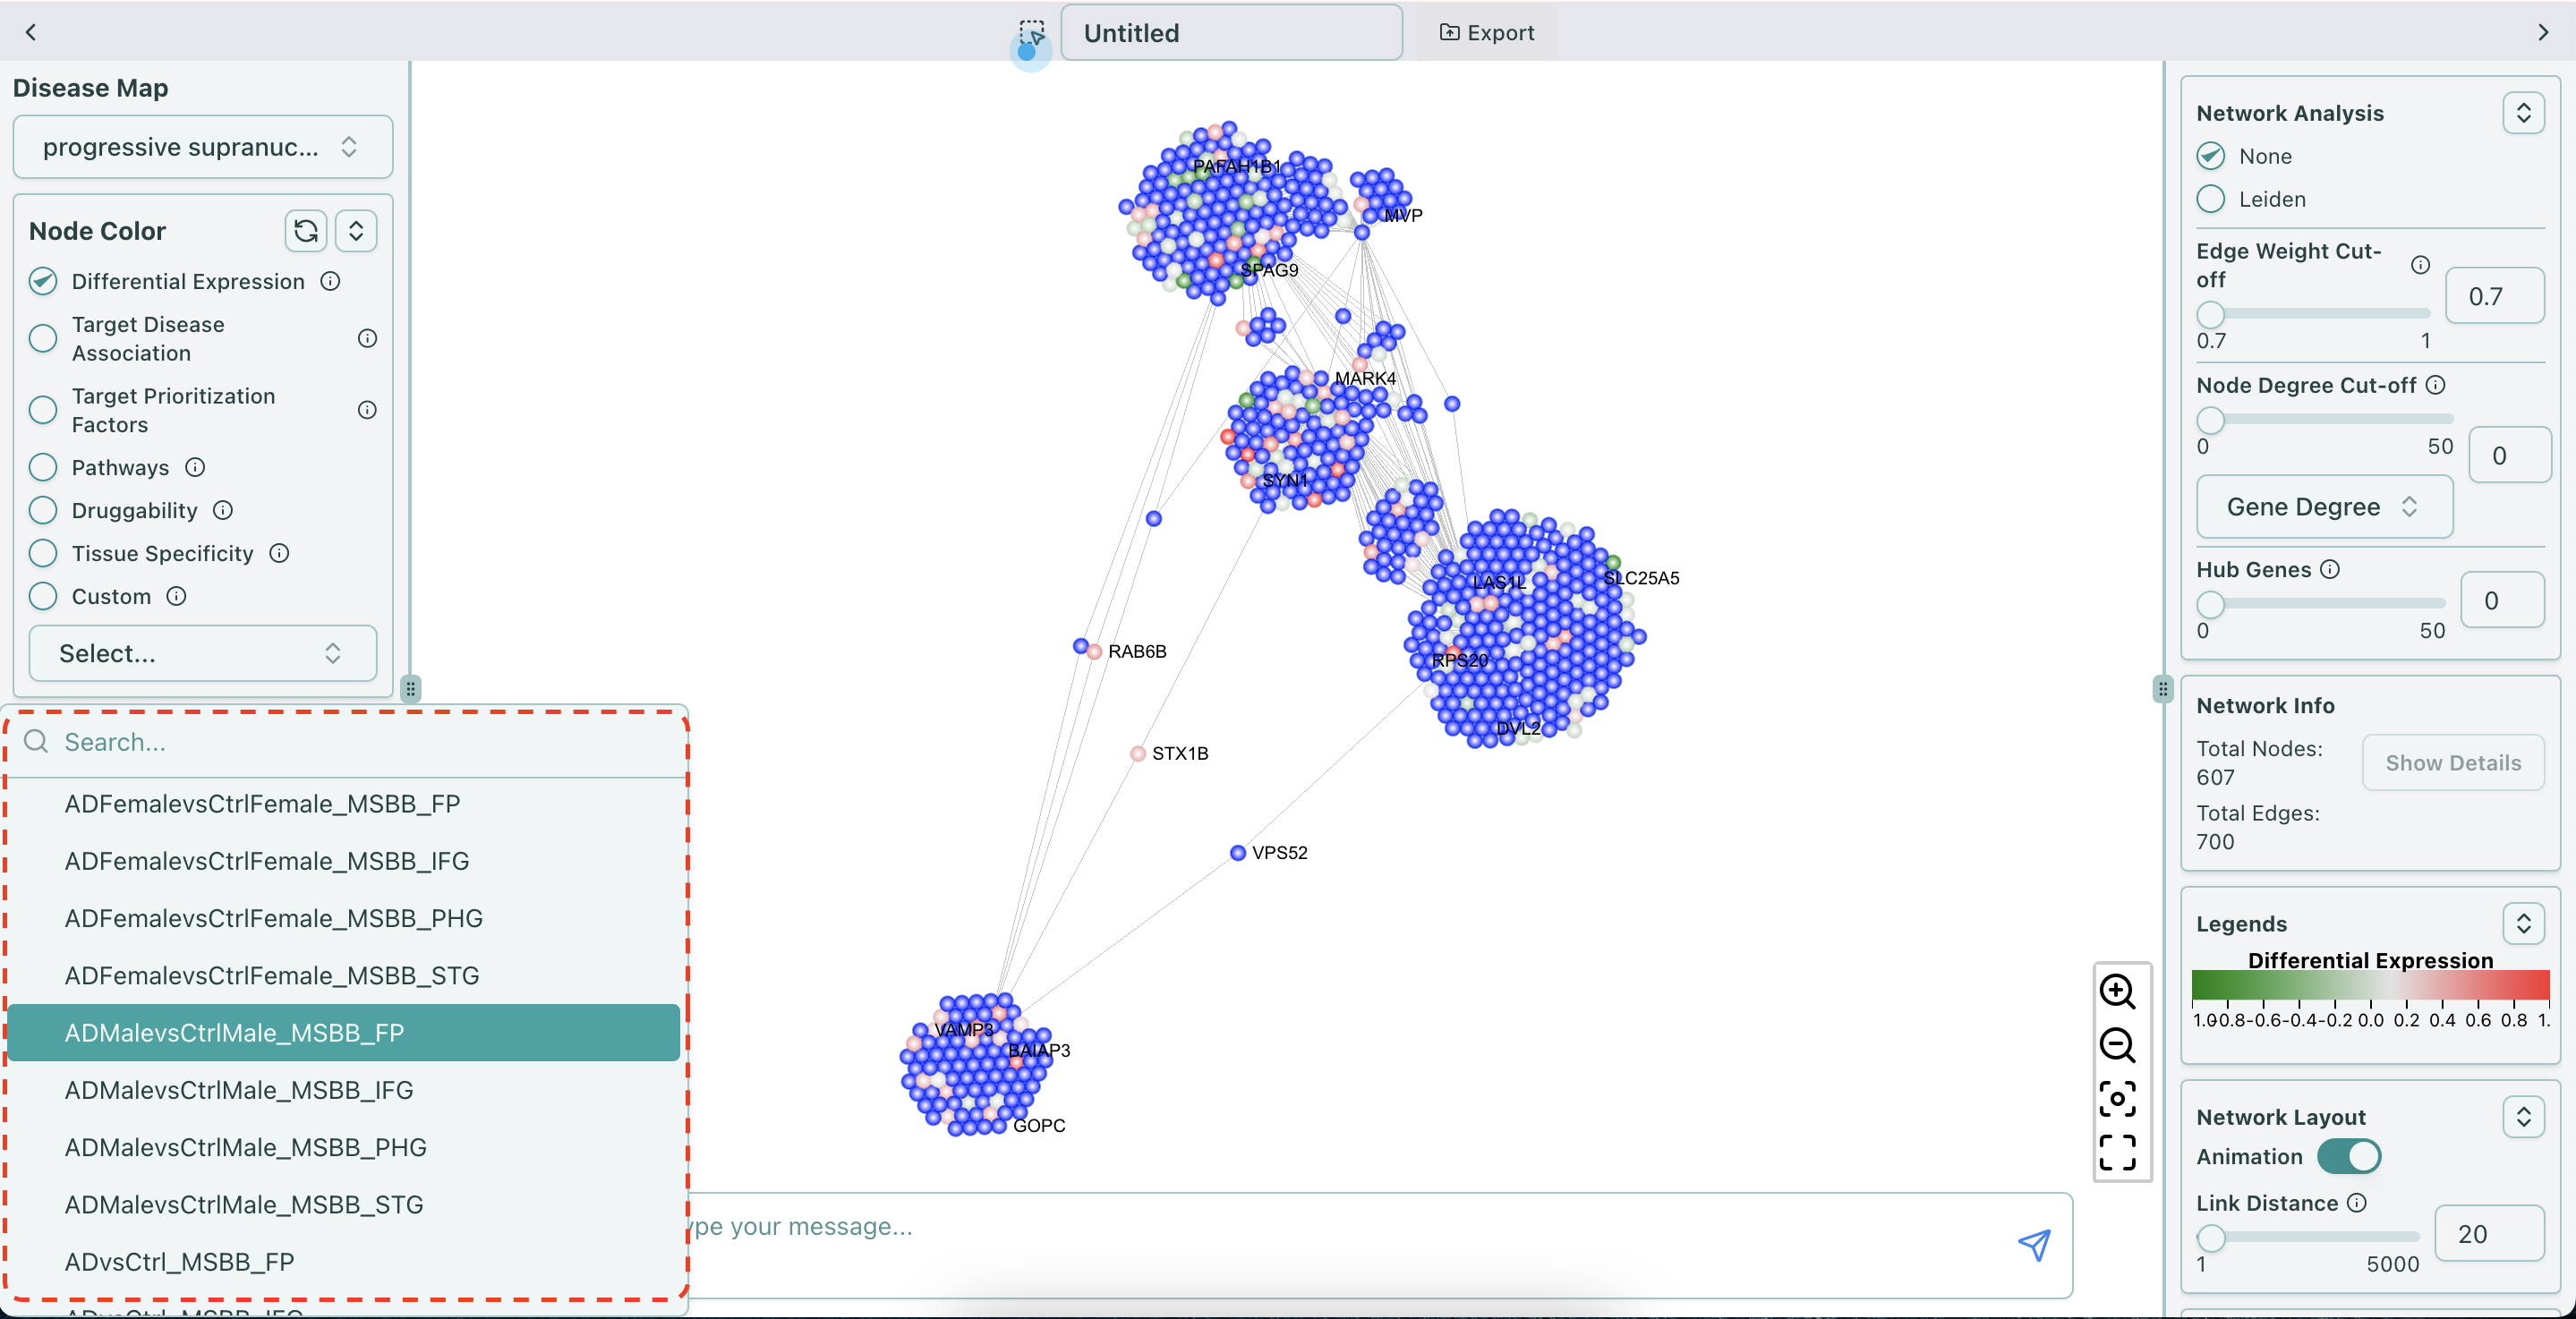 Untitled
Export
Disease Map
progressive supranuc...
Node Color
Differential Expression
Target Disease
Association
Target Prioritization
Factors
Pathways
Druggability
Tissue Specificity
Custom
Select...
Search...
ADFemalevsCtrlFemale_MSBB_FP
ADFemalevsCtrlFemale_MSBB_IFG
ADFemalevsCtrlFemale_MSBB_PHG
ADFemalevsCtrlFemale_MSBB_STG
ADMalevsCtrlMale_MSBB_FP
ADMalevsCtrlMale_MSBB_IFG
ADMalevsCtrlMale_MSBB_PHG
ADMalevsCtrlMale_MSBB_STG
ADvsCtrl_MSBB_FP
ADvsCtrl_MSBB_IFG
PAFAH1B1
MVP
SPAG9
MARK4
SYN1
LAS1L
SLC25A5
RAB6B
RPS20
DVL2
STX1B
VPS52
VAMP3
BAIAP3
GOPC
ype your message...
Network Analysis
None
Leiden
Edge Weight Cut-
off
0.7
0.7 1
Node Degree Cut-off
0 50
0
Gene Degree
Hub Genes
0
0 50
Network Info
Total Nodes:
607
Show Details
Total Edges:
700
Legends
Differential Expression
1.0-0.8-0.6-0.4-0.2 0.0 0.2 0.4 0.6 0.8 1.
Network Layout
Animation
Link Distance
20
1 5000